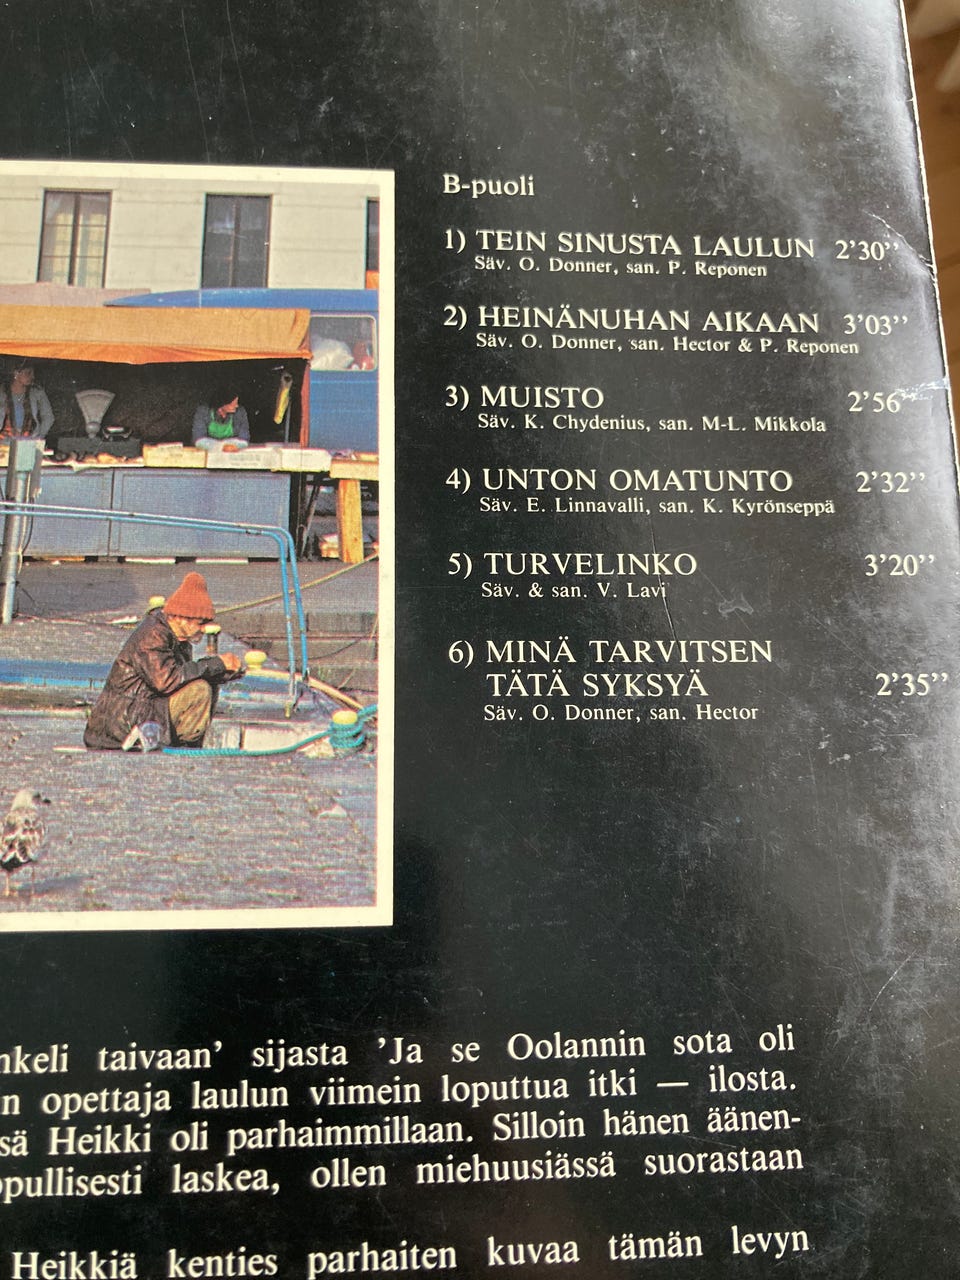 B-puoli
1) TEIN SINUSTA LAULUN 2’30’’
Säv. O. Donner, san. P. Reponen
2) HEINÄNUHAN AIKAAN 3’03’’
Säv. O. Donner, san. Hector & P. Reponen
3) MUISTO 2’56’’
Säv. K. Chydenius, san. M-L. Mikkola
4) UNTON OMATUNTO 2’32’’
Säv. E. Linnavalli, san. K. Kyrönseppä
5) TURVELINKO 3’20’’
Säv. & san. V. Lavi
6) MINÄ TARVITSEN
TÄTÄ SYKSYÄ 2’35’’
Säv. O. Donner, san. Hector
nkeli taivaan’ sijasta ’Ja se Oolannin sota oli
n opettaja laulun viimein loputtua itki — ilosta.
sä Heikki oli parhaimmillaan. Silloin hänen äänen-
pullisesti laskea, ollen miehuusiässä suorastaan
Heikkiä kenties parhaiten kuvaa tämän levyn